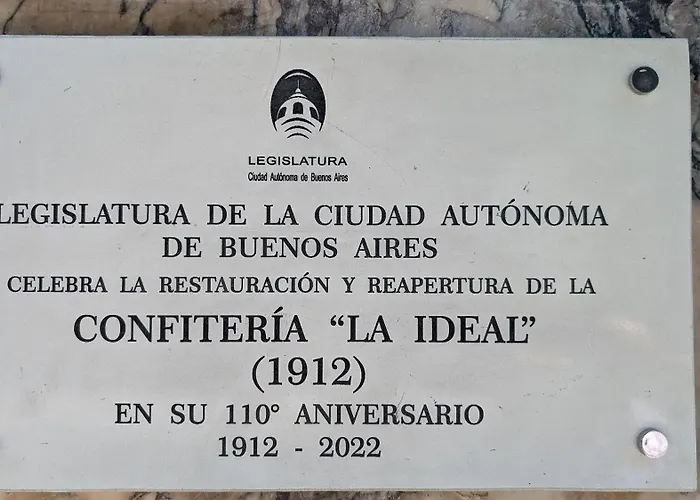 LEGISLATURA
Ciudad Autónoma de Buenos Aires
LEGISLATURA DE LA CIUDAD AUTÓNOMA
DE BUENOS AIRES
CELEBRA LA RESTAURACIÓN Y REAPERTURA DE LA
CONFITERÍA “LA IDEAL”
(1912)
EN SU 110° ANIVERSARIO
1912 - 2022